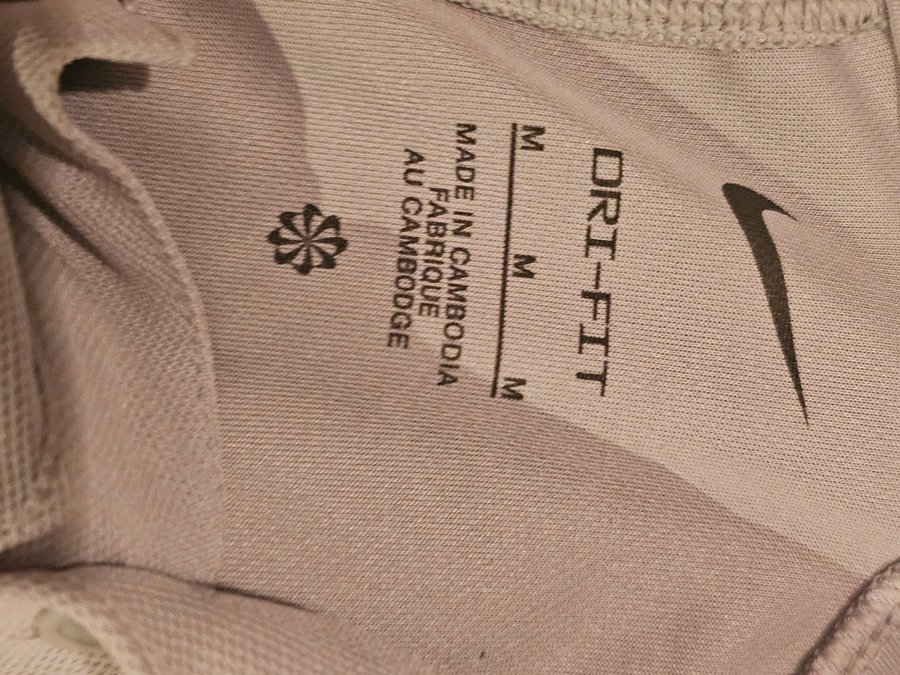 DRI-FIT
M M M
MADE IN CAMBODIA
FABRIQUE
AU CAMBODGE